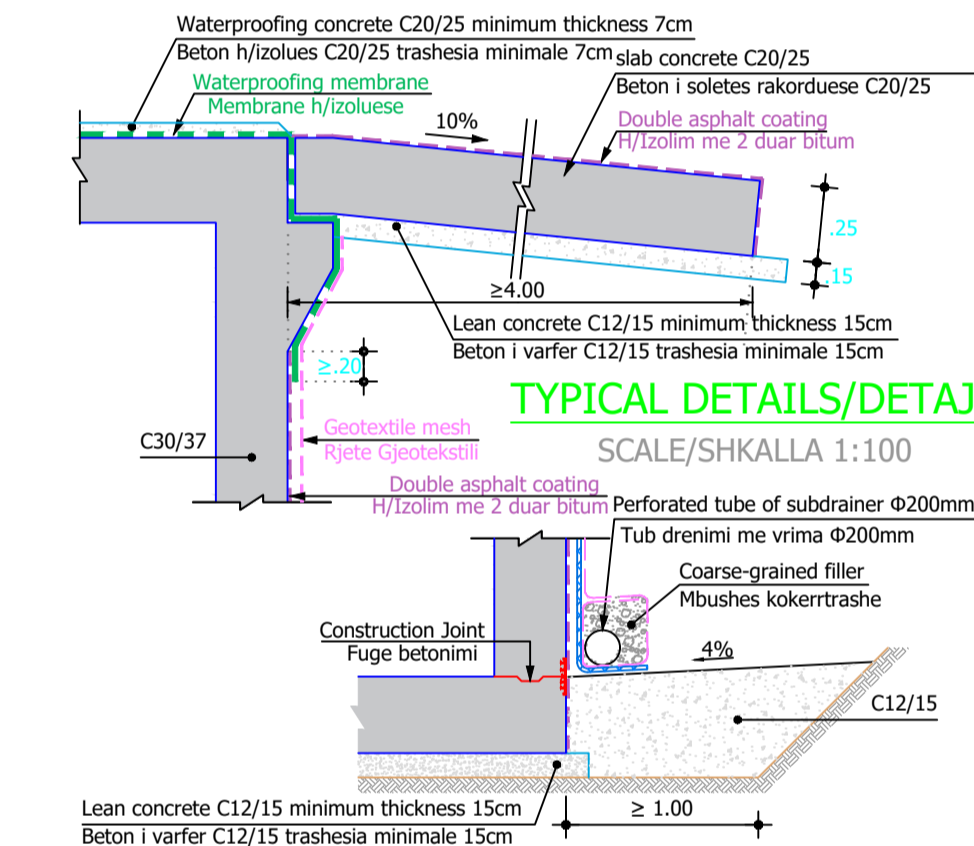 Waterproofing concrete C20/25 minimum thickness 7cm
Beton h/izolues C20/25 trashesia minimale 7cm
slab concrete C20/25
Beton i soletes rakorduese C20/25
Waterproofing membrane
Membrane h/izoluese
10%
Double asphalt coating
H/Izolim me 2 duar bitum
.25
.15
≥4.00
Lean concrete C12/15 minimum thickness 15cm
Beton i varfer C12/15 trashesia minimale 15cm
≥.20
TYPICAL DETAILS/DETAJ
SCALE/SHKALLA 1:100
Geotextile mesh
Rjete Gjeotekstili
C30/37
Double asphalt coating
H/Izolim me 2 duar bitum
Perforated tube of subdrainer Φ200mm
Tub drenimi me vrima Φ200mm
Coarse-grained filler
Mbushes kokerrtrashe
Construction Joint
Fuge betonimi
4%
C12/15
Lean concrete C12/15 minimum thickness 15cm
Beton i varfer C12/15 trashesia minimale 15cm
≥ 1.00